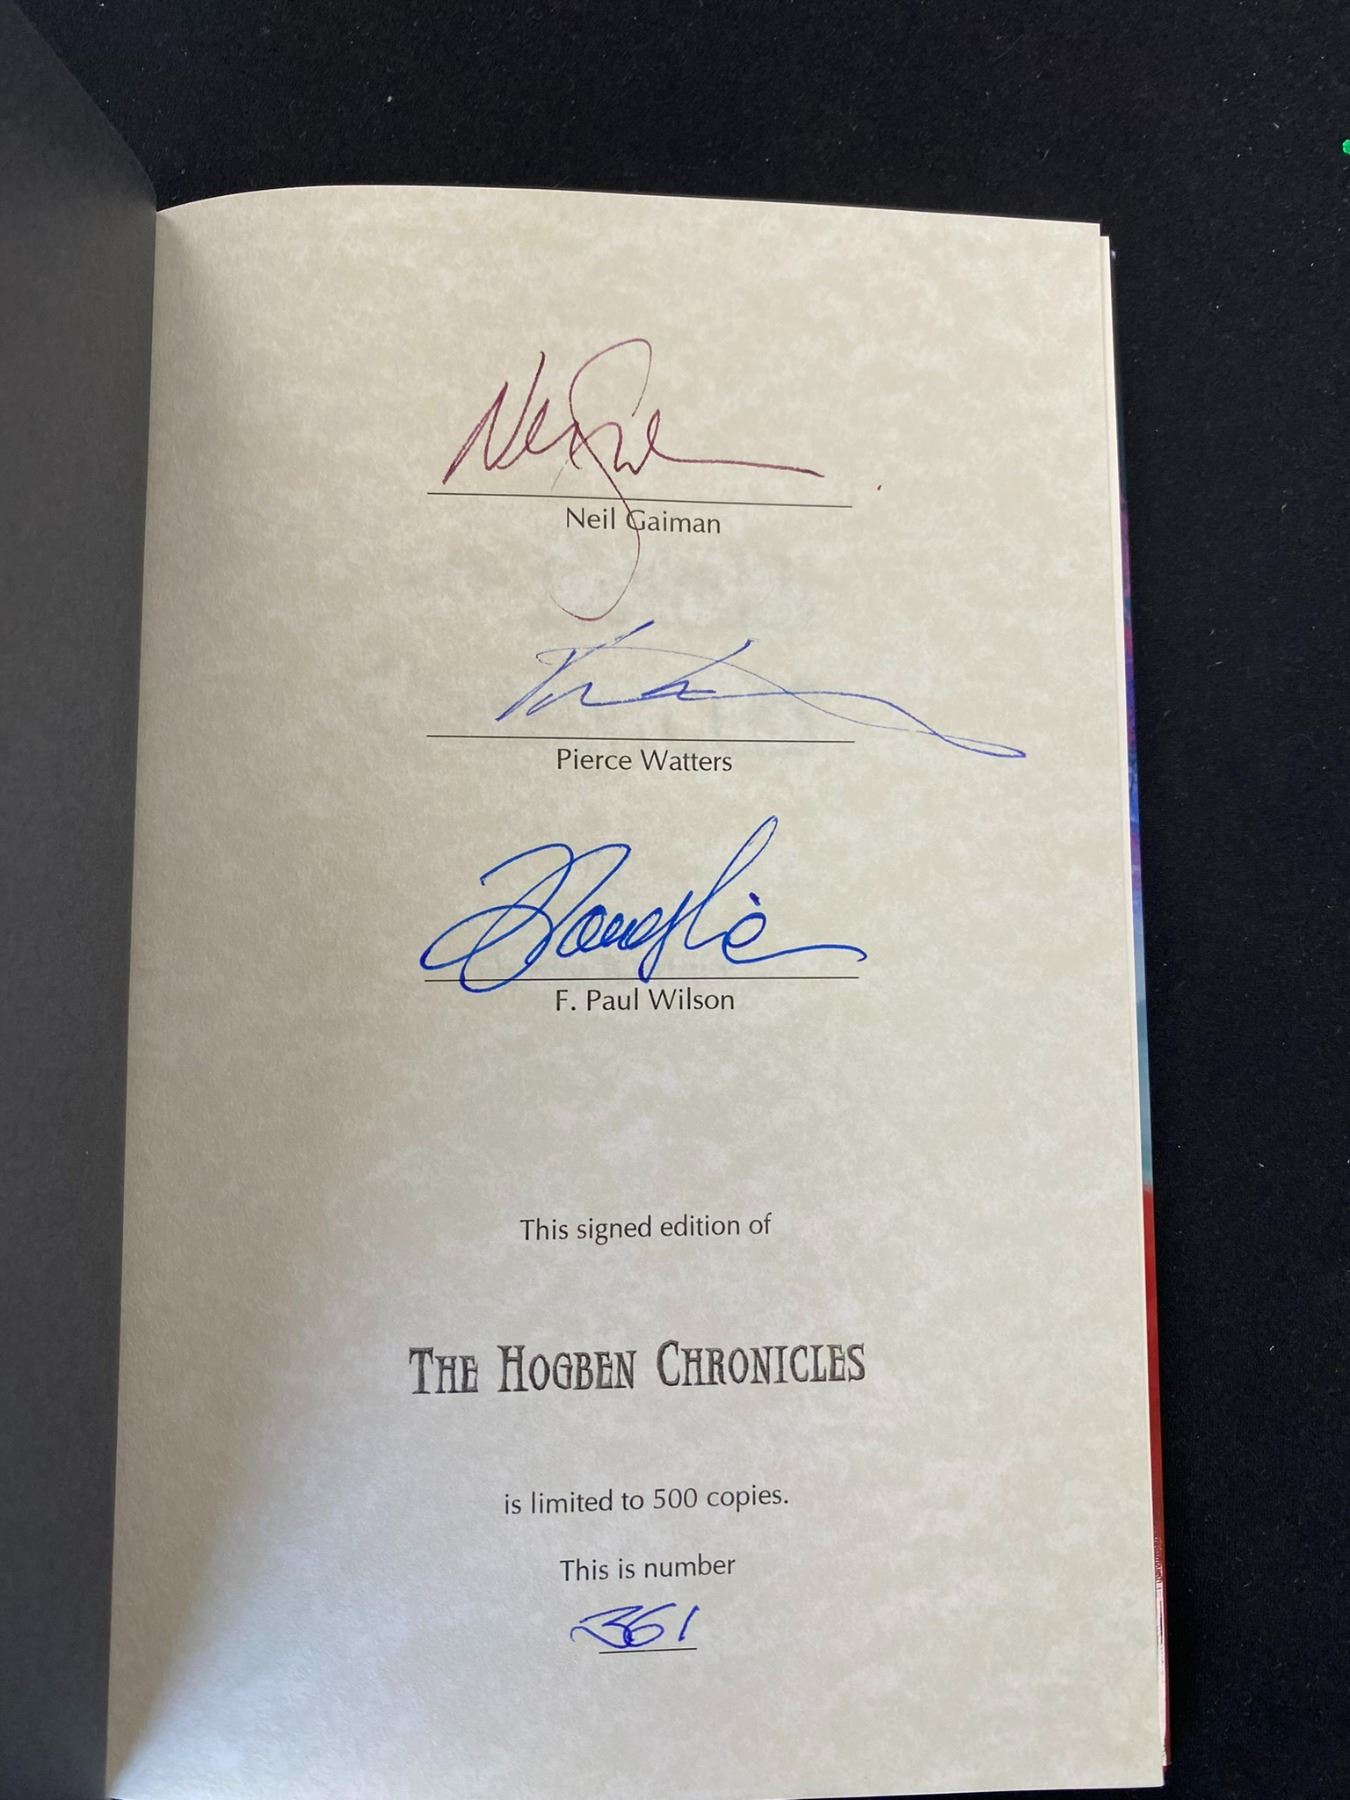 Neil Gaiman
Pierce Watters
F. Paul Wilson
This signed edition of
THE HOGBEN CHRONICLES
is limited to 500 copies.
This is number
361